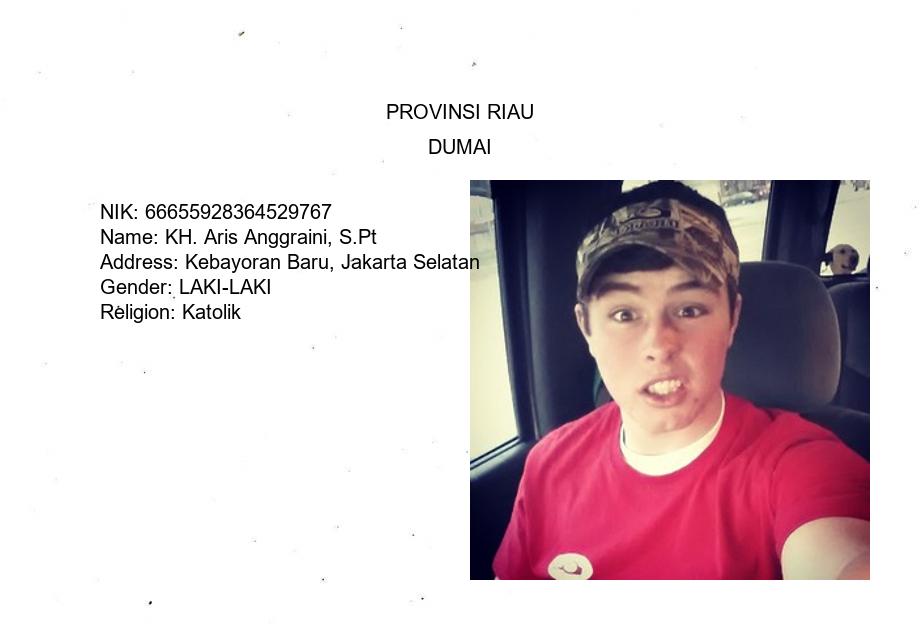 PROVINSI RIAU
DUMAI
NIK: 66655928364529767
Name: KH. Aris Anggraini, S.Pt
Address: Kebayoran Baru, Jakarta Selatan
Gender: LAKI-LAKI
Religion: Katolik